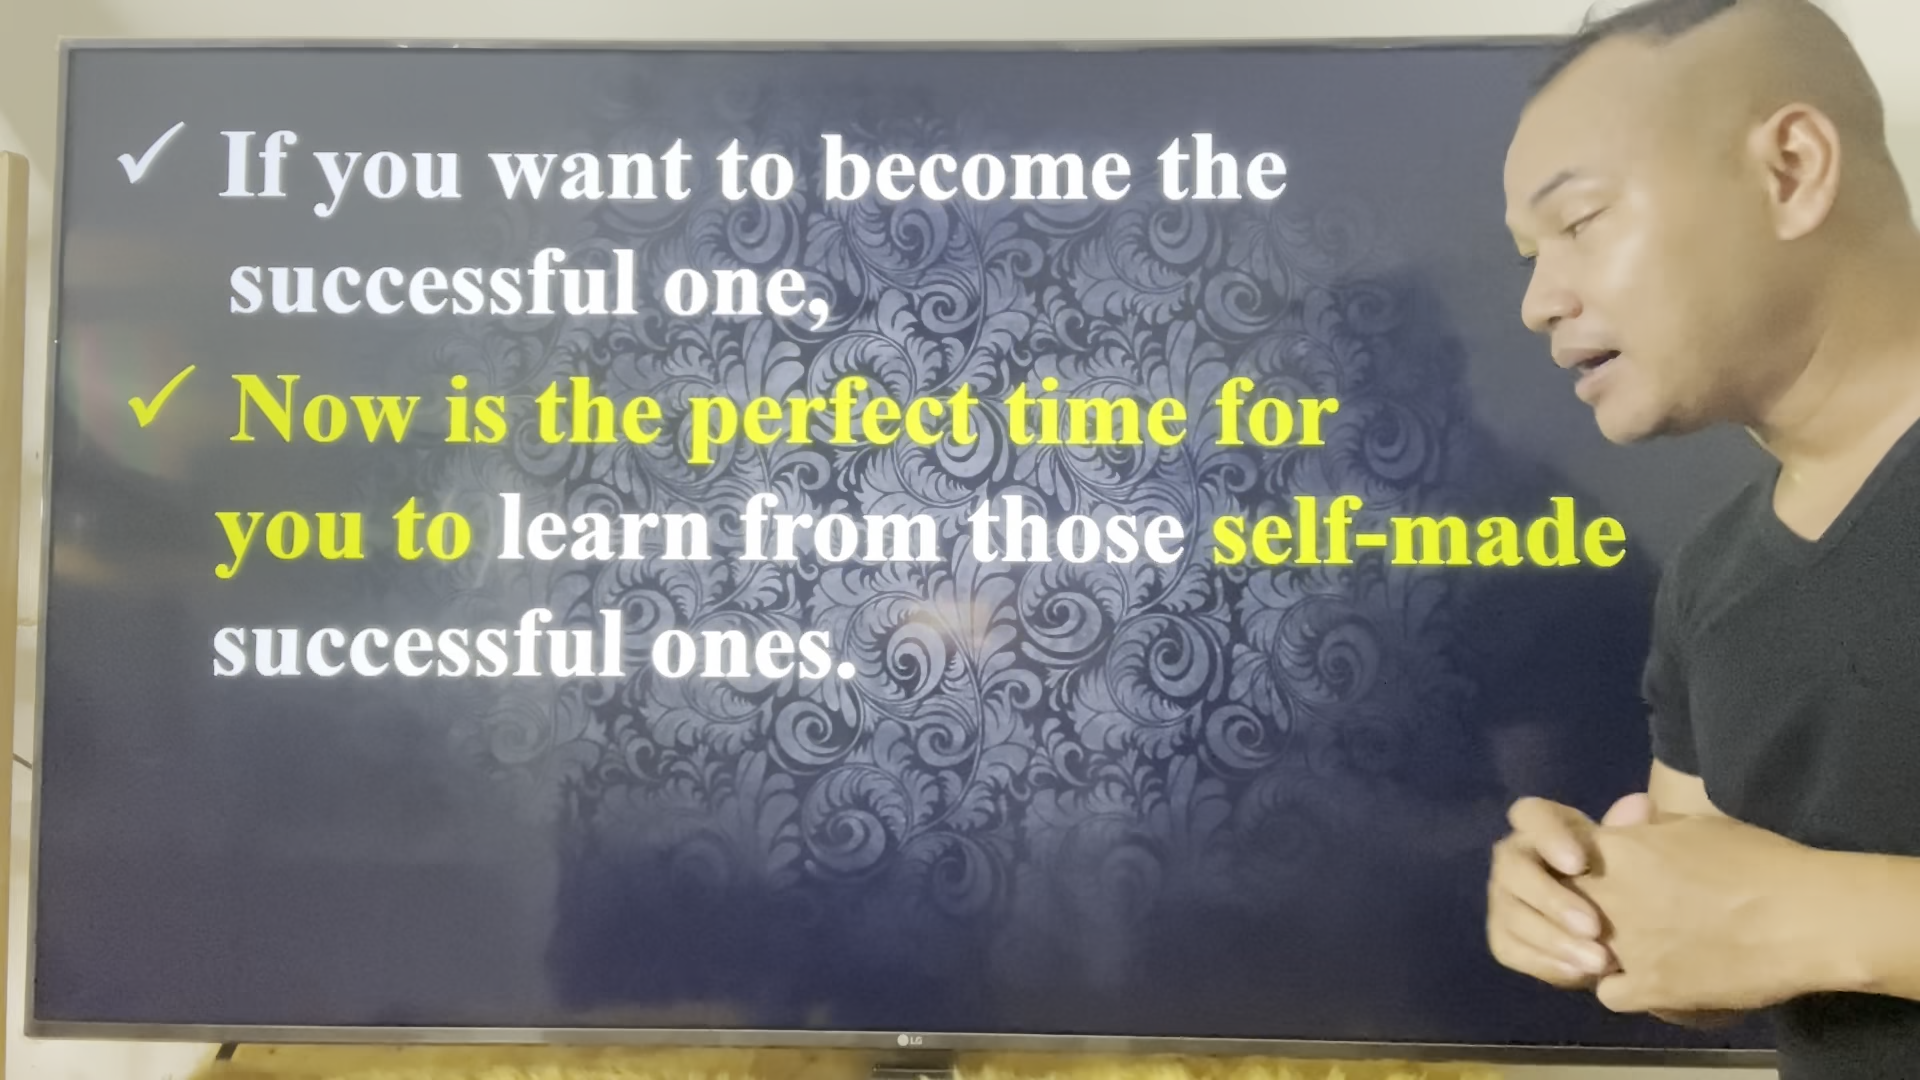 ✓ If you want to become the
successful one,
✓ Now is the perfect time for
you to learn from those self-made
successful ones.
LG